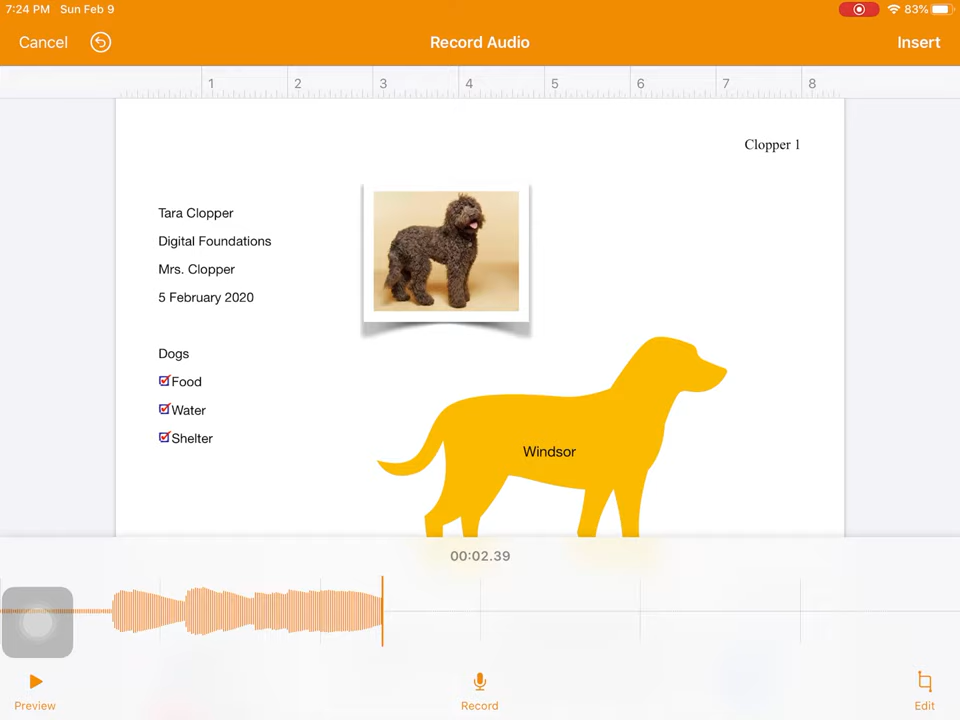 7:24 PM Sun Feb 9 83%
Cancel Record Audio Insert
1 2 3 4 5 6 7 8
Clopper 1
Tara Clopper
Digital Foundations
Mrs. Clopper
5 February 2020
Dogs
Food
Water
Shelter
Windsor
00:02.39
Preview Record Edit